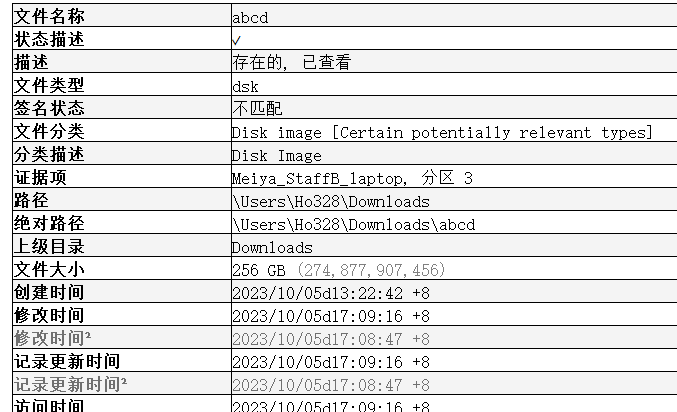 文件名称 abcd
状态描述 ✓
描述 存在的, 已查看
文件类型 dsk
签名状态 不匹配
文件分类 Disk image [Certain potentially relevant types]
分类描述 Disk Image
证据项 Meiya_StaffB_laptop, 分区 3
路径 \Users\Ho328\Downloads
绝对路径 \Users\Ho328\Downloads\abcd
上级目录 Downloads
文件大小 256 GB (274,877,907,456)
创建时间 2023/10/05d13:22:42 +8
修改时间 2023/10/05d17:09:16 +8
修改时间² 2023/10/05d17:08:47 +8
记录更新时间 2023/10/05d17:09:16 +8
记录更新时间² 2023/10/05d17:08:47 +8
访问时间 2023/10/05d17:09:16 +8